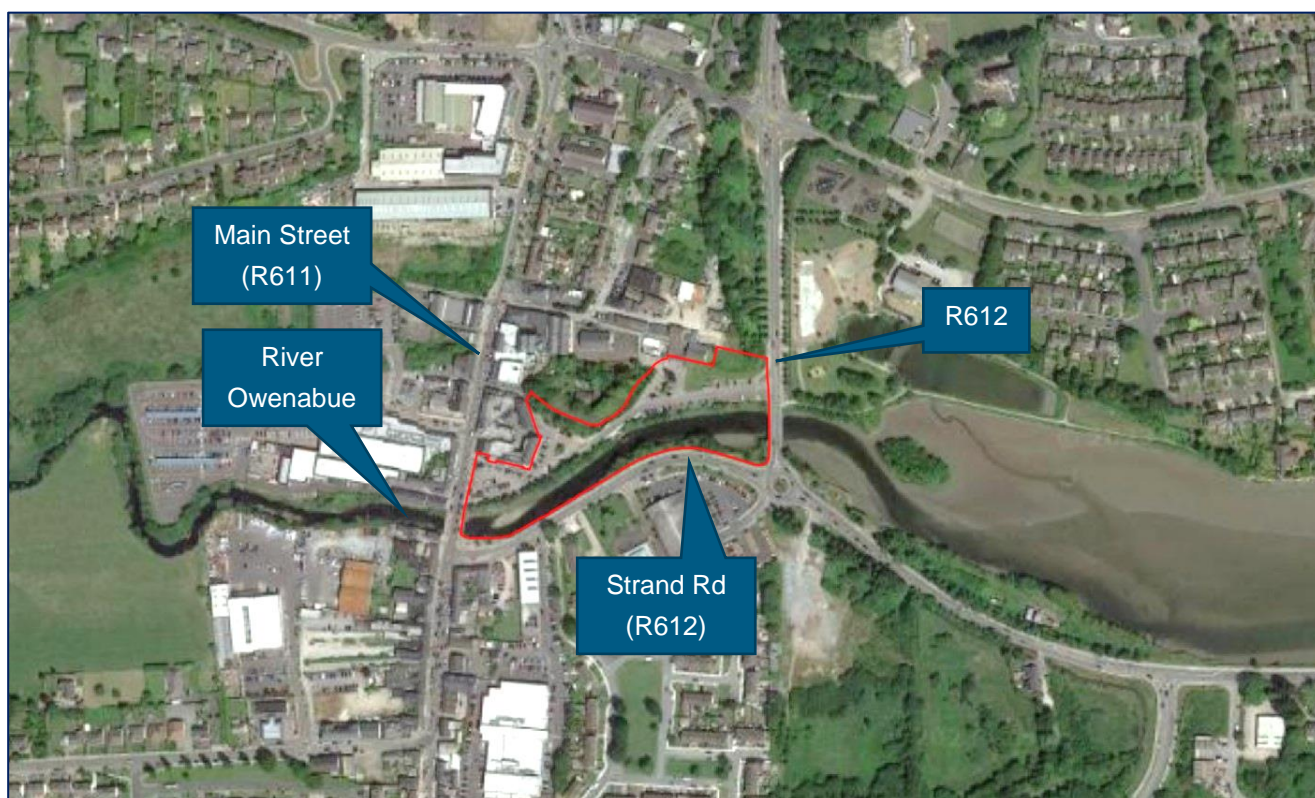 Main Street
(R611)
River
Owenabue
R612
Strand Rd
(R612)